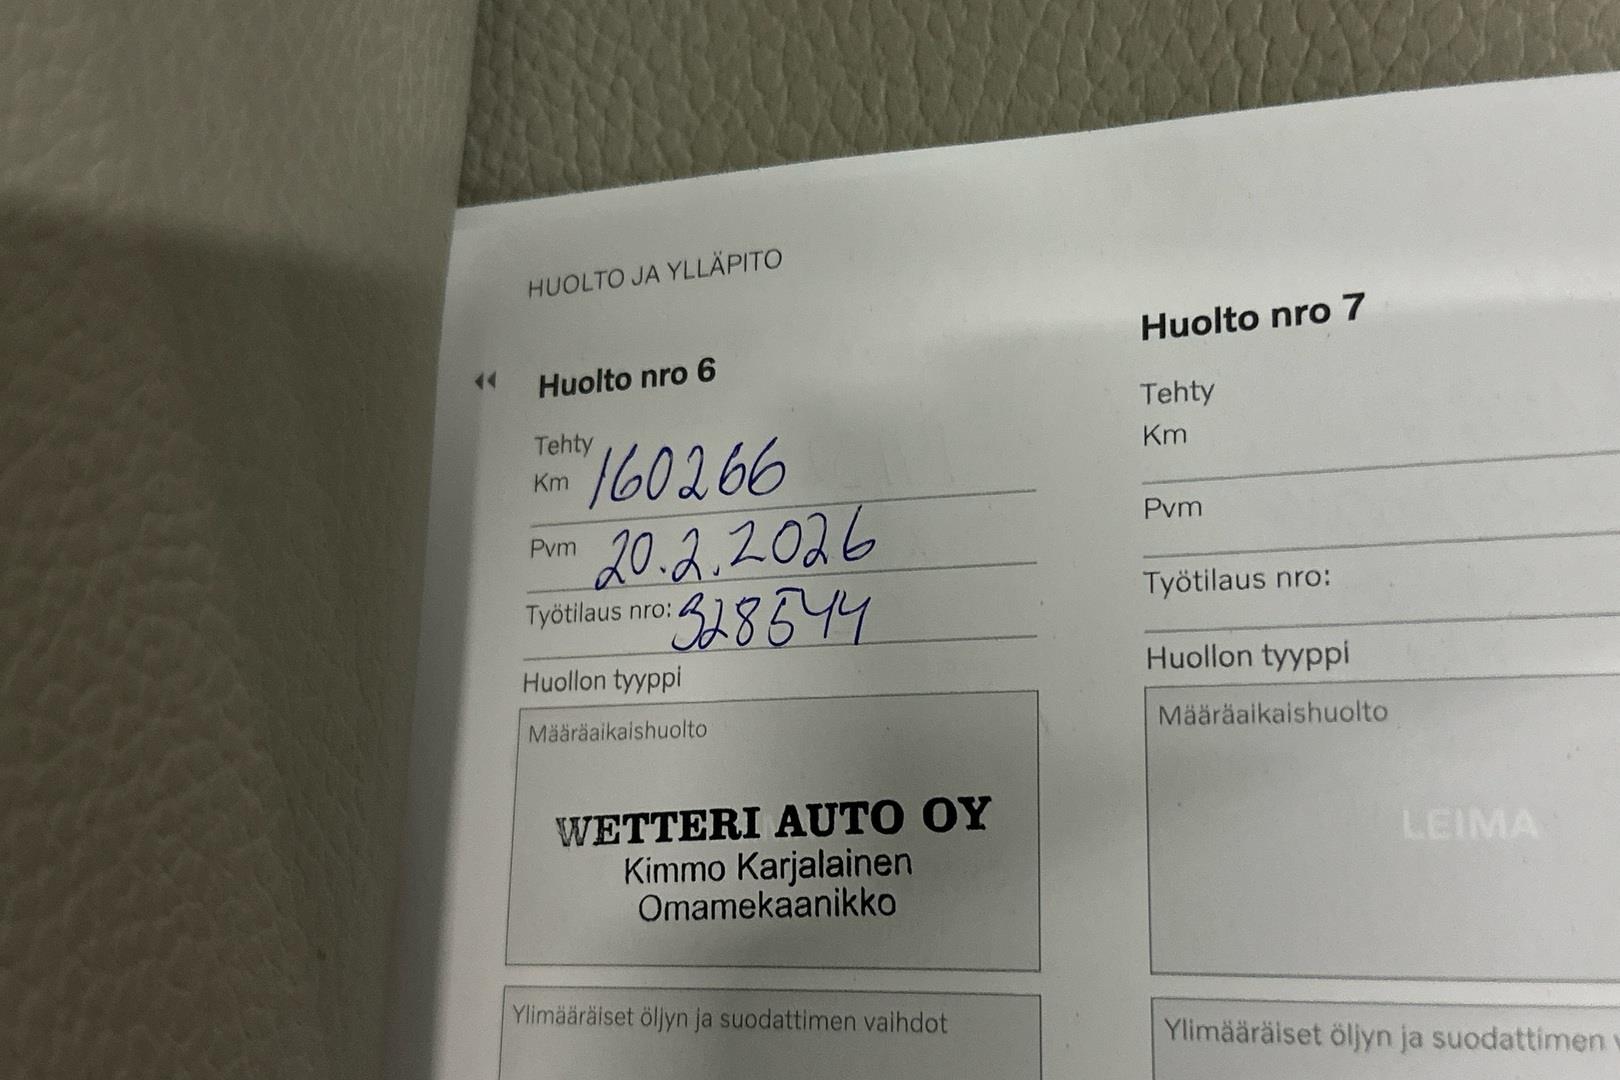 HUOLTO JA YLLÄPITO
Huolto nro 6
Tehty
Km 160266
Pvm 20.2.2026
Työtilaus nro: 328544
Huollon tyyppi
Määräaikaishuolto
WETTERI AUTO OY
Kimmo Karjalainen
Omamekaanikko
Ylimääräiset öljyn ja suodattimen vaihdot
Huolto nro 7
Tehty
Km
Pvm
Työtilaus nro:
Huollon tyyppi
Määräaikaishuolto
LEIMA
Ylimääräiset öljyn ja suodattimen